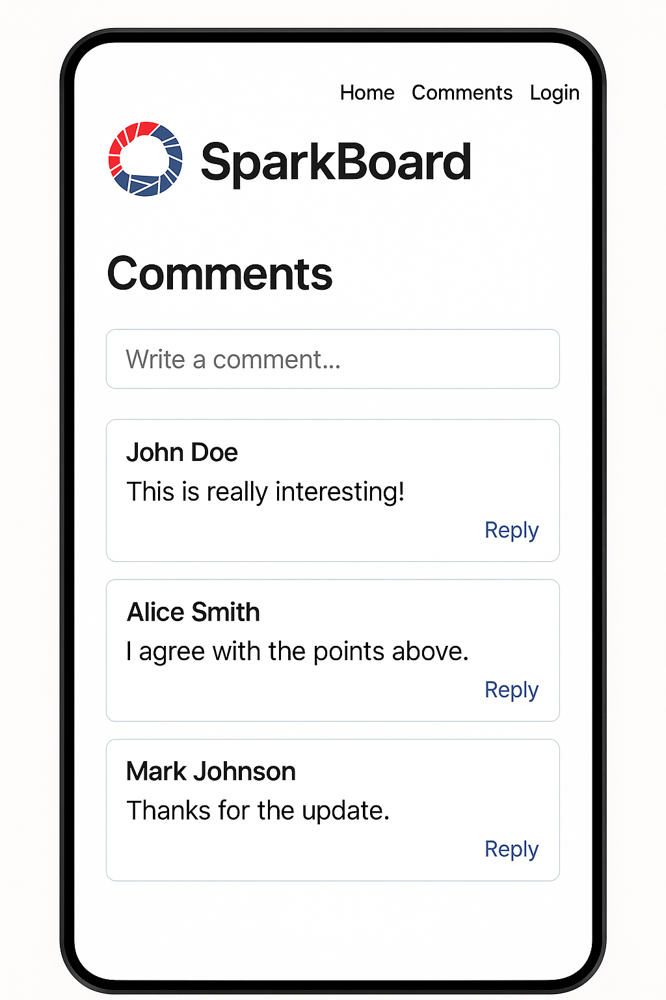 Home Comments Login
SparkBoard
Comments
Write a comment...
John Doe
This is really interesting!
Reply
Alice Smith
I agree with the points above.
Reply
Mark Johnson
Thanks for the update.
Reply